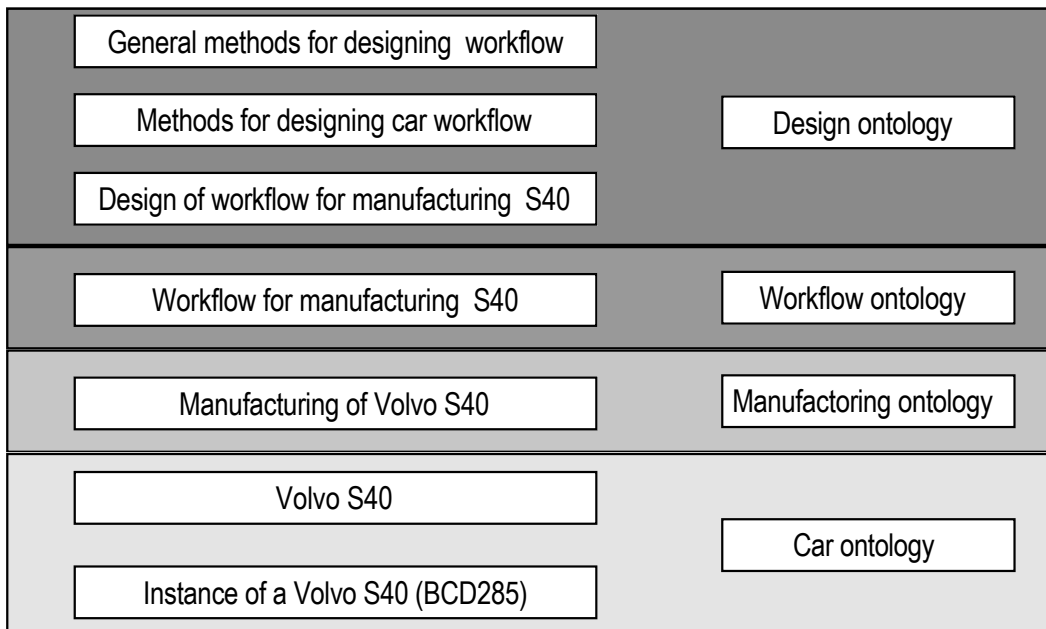 General methods for designing workflow
Methods for designing car workflow
Design ontology
Design of workflow for manufacturing S40
Workflow for manufacturing S40
Workflow ontology
Manufacturing of Volvo S40
Manufactoring ontology
Volvo S40
Car ontology
Instance of a Volvo S40 (BCD285)